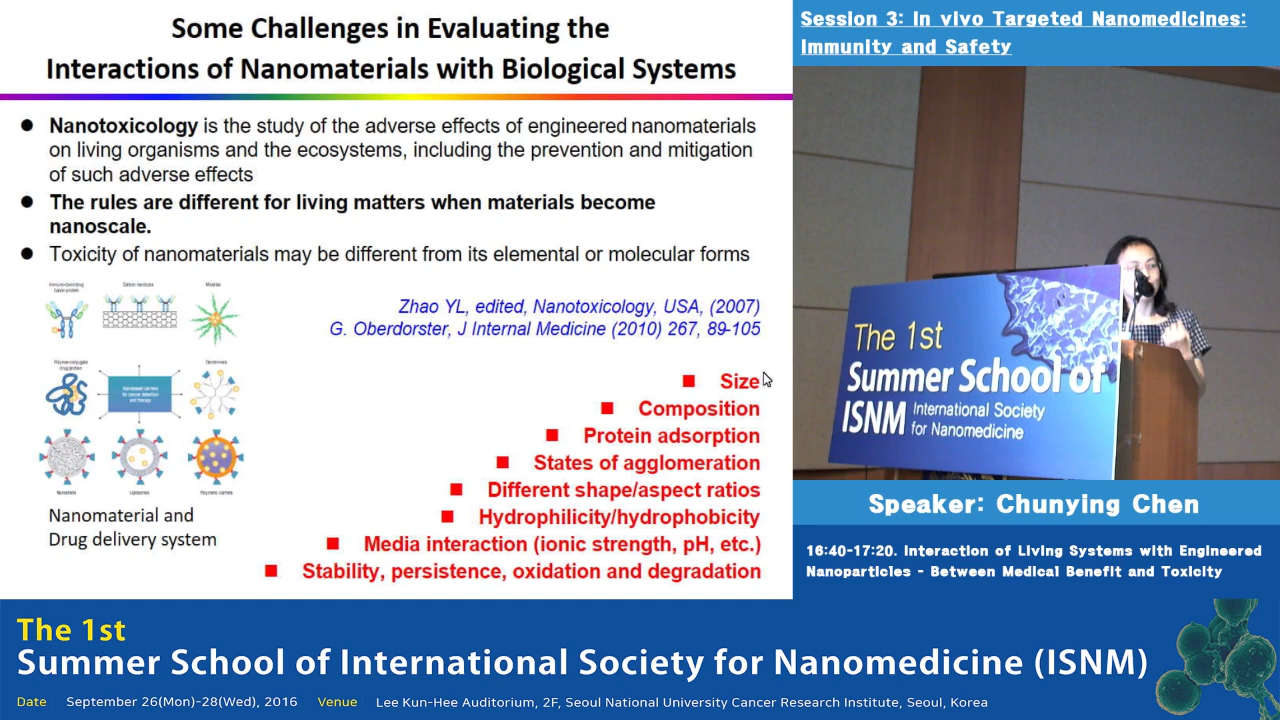 Some Challenges in Evaluating the
Interactions of Nanomaterials with Biological Systems
● Nanotoxicology is the study of the adverse effects of engineered nanomaterials
on living organisms and the ecosystems, including the prevention and mitigation
of such adverse effects
● The rules are different for living matters when materials become
nanoscale.
● Toxicity of nanomaterials may be different from its elemental or molecular forms
Zhao YL, edited, Nanotoxicology, USA, (2007)
G. Oberdorster, J Internal Medicine (2010) 267, 89-105
Micelles
Dendrimers
Liposomes
Nanomaterial and
Drug delivery system
■ Size
■ Composition
■ Protein adsorption
■ States of agglomeration
■ Different shape/aspect ratios
■ Hydrophilicity/hydrophobicity
■ Media interaction (ionic strength, pH, etc.)
■ Stability, persistence, oxidation and degradation
Session 3: In vivo Targeted Nanomedicines:
Immunity and Safety
The 1st
Summer School of
ISNM International Society
for Nanomedicine
Speaker: Chunying Chen
16:40-17:20. Interaction of Living Systems with Engineered
Nanoparticles - Between Medical Benefit and Toxicity
The 1st
Summer School of International Society for Nanomedicine (ISNM)
Date September 26(Mon)-28(Wed), 2016 Venue Lee Kun-Hee Auditorium, 2F, Seoul National University Cancer Research Institute, Seoul, Korea